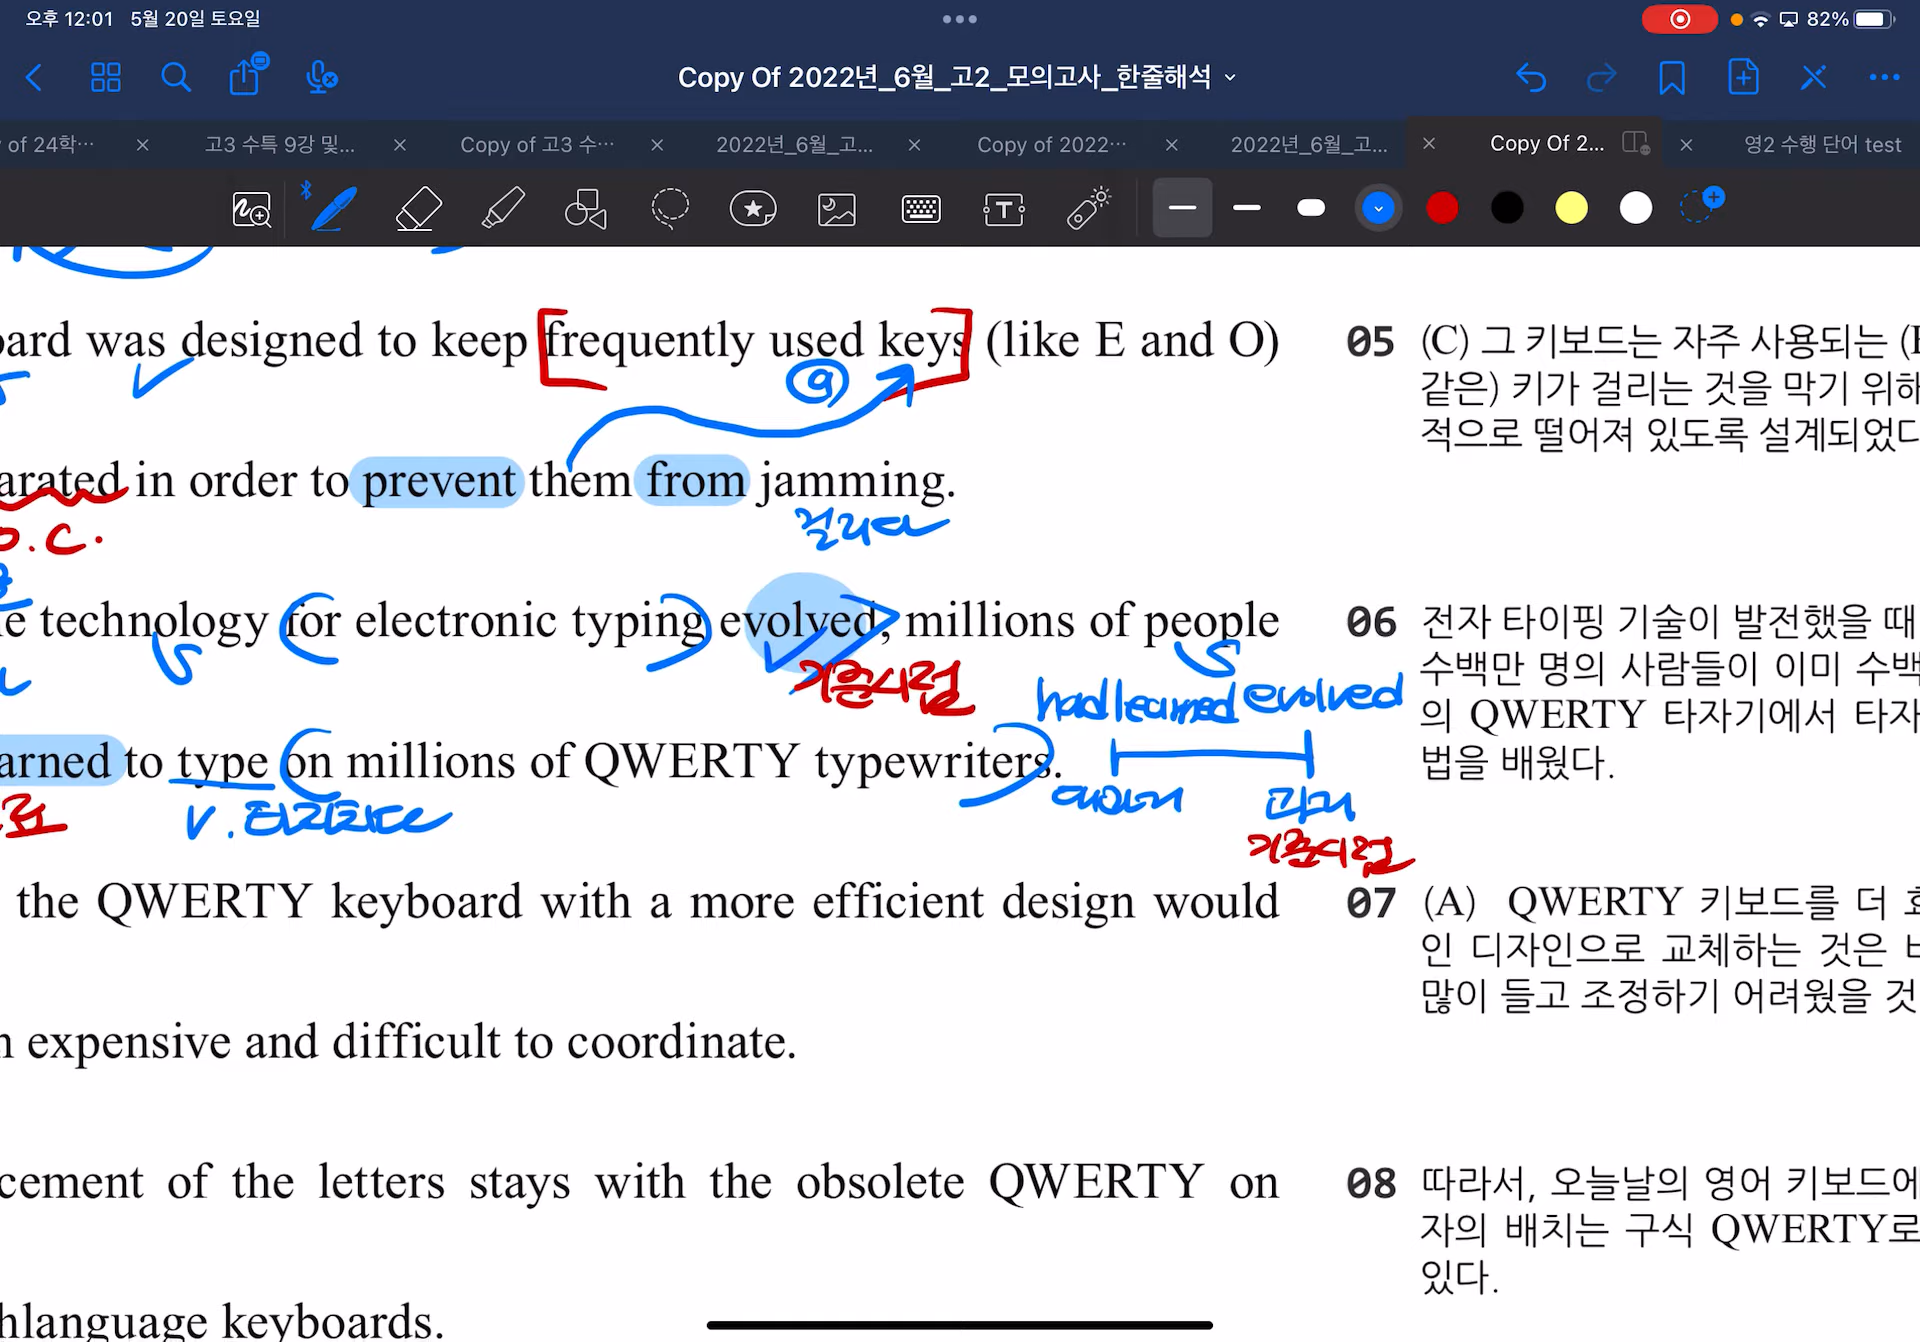 오후 12:01 5월 20일 토요일
82%
Copy Of 2022년_6월_고2_모의고사_한줄해석
of 24학···
고3 수특 9강 및...
Copy of 고3 수···
2022년_6월_고...
Copy of 2022···
2022년_6월_고...
Copy Of 2...
영2 수행 단어 test
ard was designed to keep frequently used keys (like E and O)
arated in order to prevent them from jamming.
O.C.
걸리다
e technology for electronic typing evolved, millions of people
S
S
기준시점
had learned evolved
arned to type on millions of QWERTY typewriters.
V. 타자치다
대과거 과거
기준시점
the QWERTY keyboard with a more efficient design would
n expensive and difficult to coordinate.
cement of the letters stays with the obsolete QWERTY on
hlanguage keyboards.
05 (C) 그 키보드는 자주 사용되는 (E
같은) 키가 걸리는 것을 막기 위해
적으로 떨어져 있도록 설계되었다
06 전자 타이핑 기술이 발전했을 때
수백만 명의 사람들이 이미 수백
의 QWERTY 타자기에서 타자
법을 배웠다.
07 (A) QWERTY 키보드를 더 효
인 디자인으로 교체하는 것은 비
많이 들고 조정하기 어려웠을 것
08 따라서, 오늘날의 영어 키보드에
자의 배치는 구식 QWERTY로
있다.